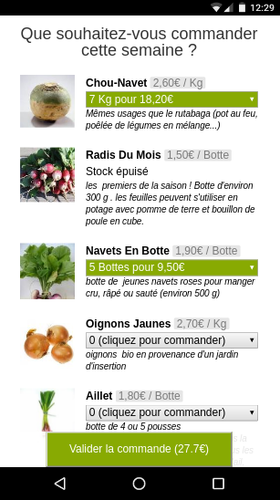 12:29
Que souhaitez-vous commander
cette semaine ?
Chou-Navet 2,60€ / Kg
7 Kg pour 18,20€
Mêmes usages que le rutabaga (pot au feu,
poêlée de légumes en mélange...)
Radis Du Mois 1,50€ / Botte
Stock épuisé
les premiers de la saison ! Botte d'environ
300 g . les feuilles peuvent s'utiliser en
potage avec pomme de terre et bouillon de
poule en cube.
Navets En Botte 1,90€ / Botte
5 Bottes pour 9,50€
botte de jeunes navets roses pour manger
cru, râpé ou sauté (environ 500 g)
Oignons Jaunes 2,70€ / Kg
0 (cliquez pour commander)
oignons bio en provenance d'un jardin
d'insertion
Aillet 1,80€ / Botte
0 (cliquez pour commander)
botte de 4 ou 5 pousses
Valider la commande (27.7€)